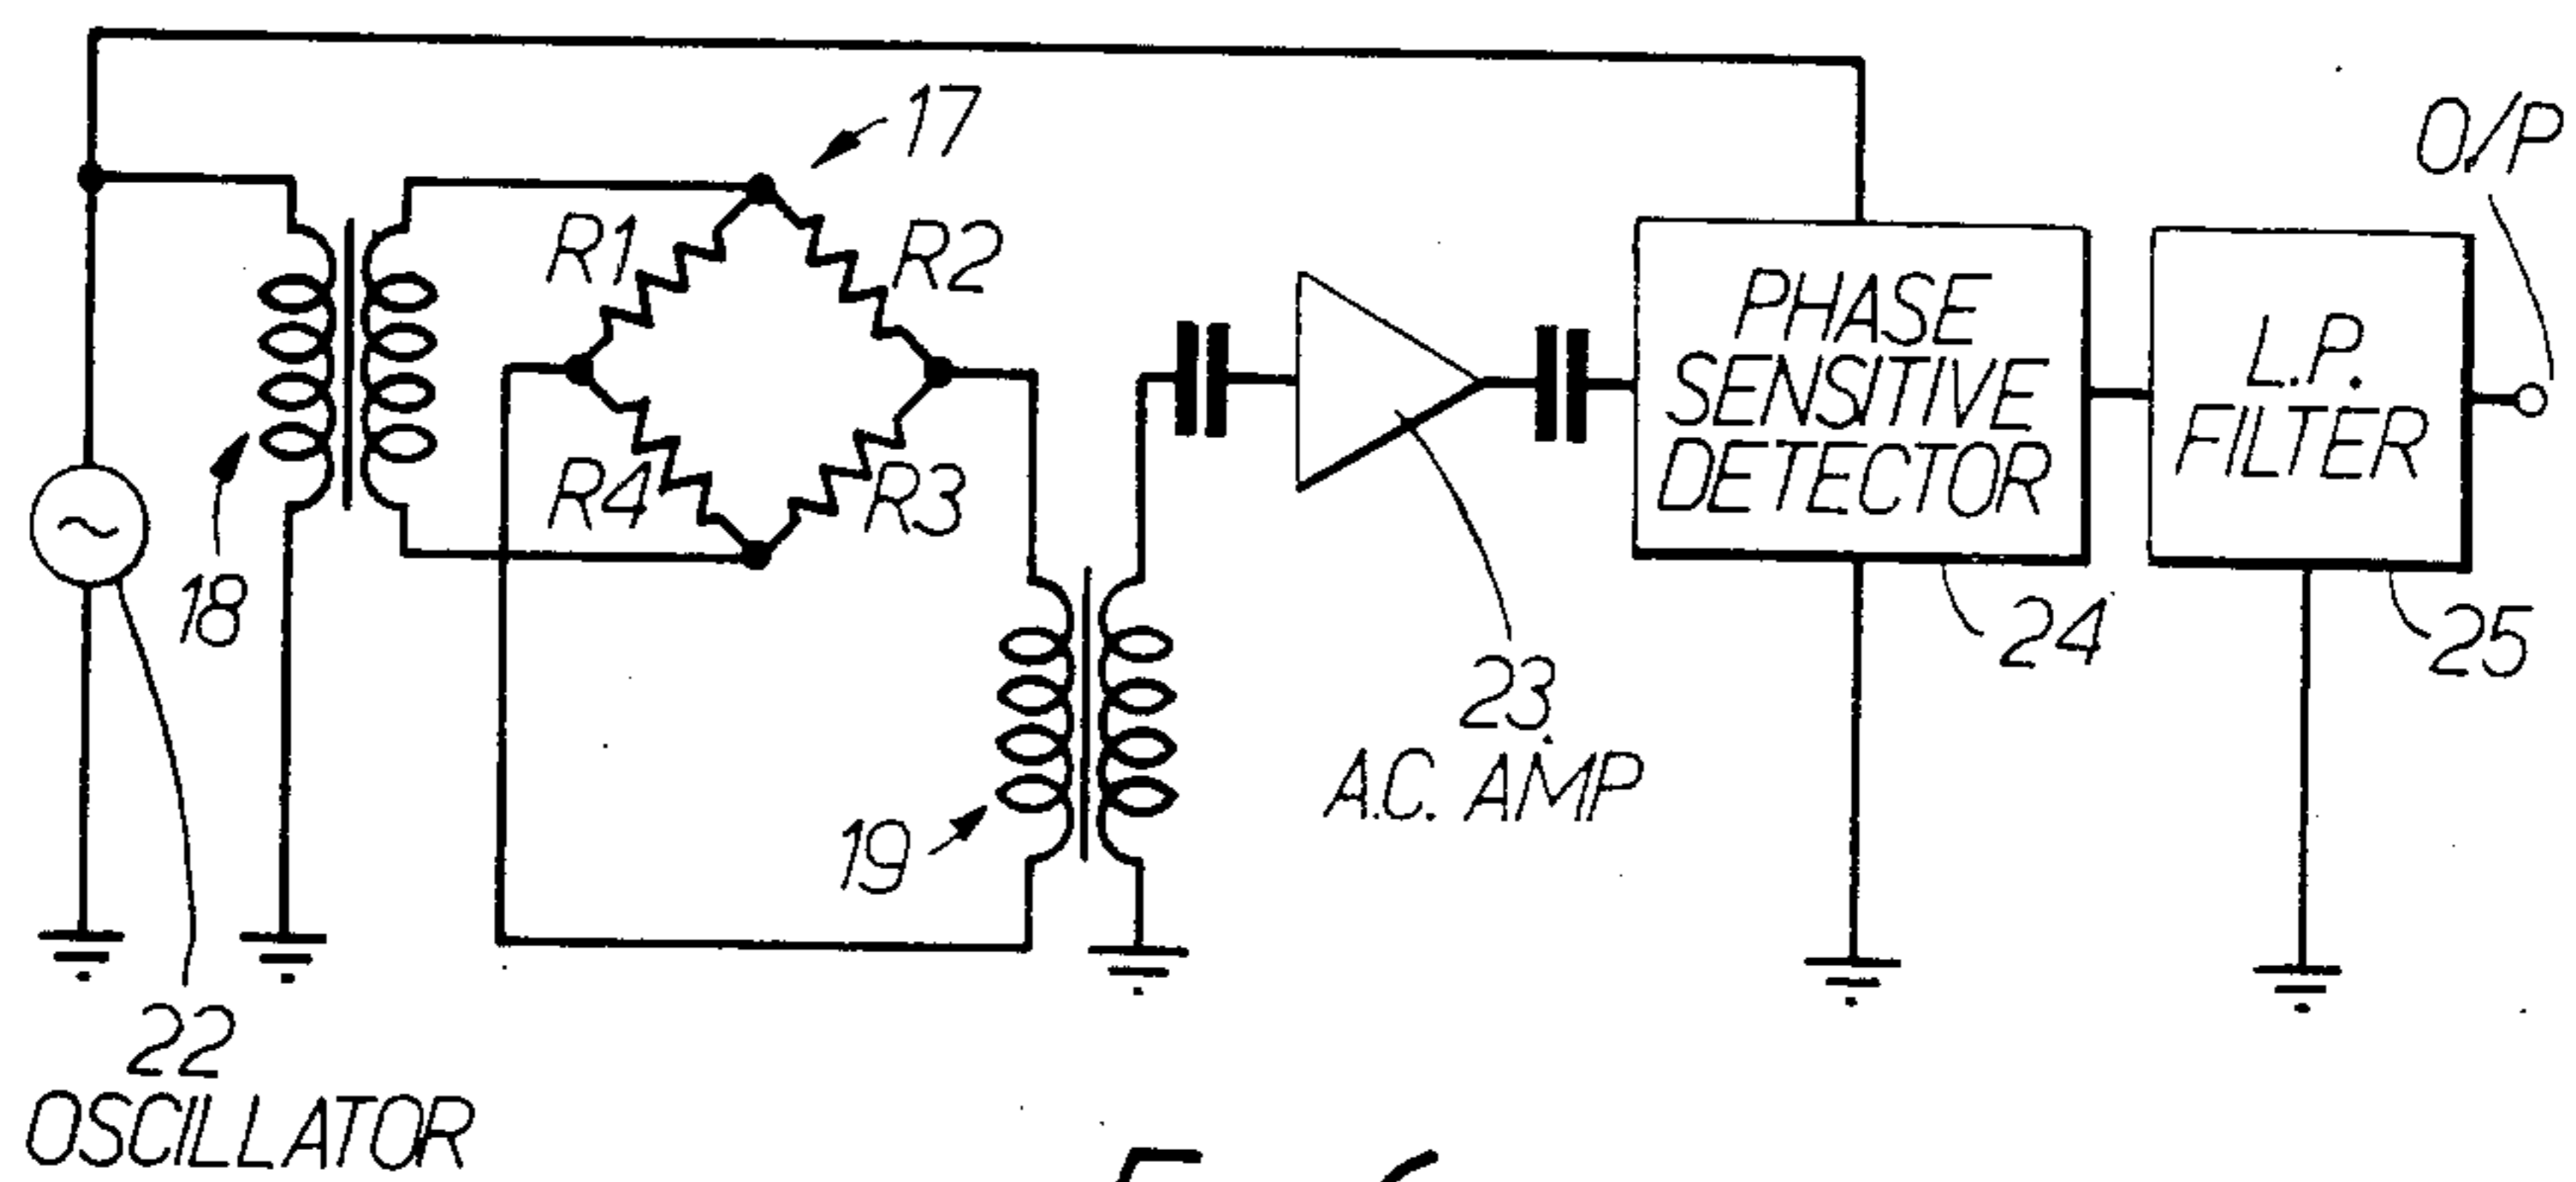 17
O/P
R1
R2
R4
R3
18
19
PHASE
SENSITIVE
DETECTOR
L.P.
FILTER
23
A.C. AMP
24
25
22
OSCILLATOR